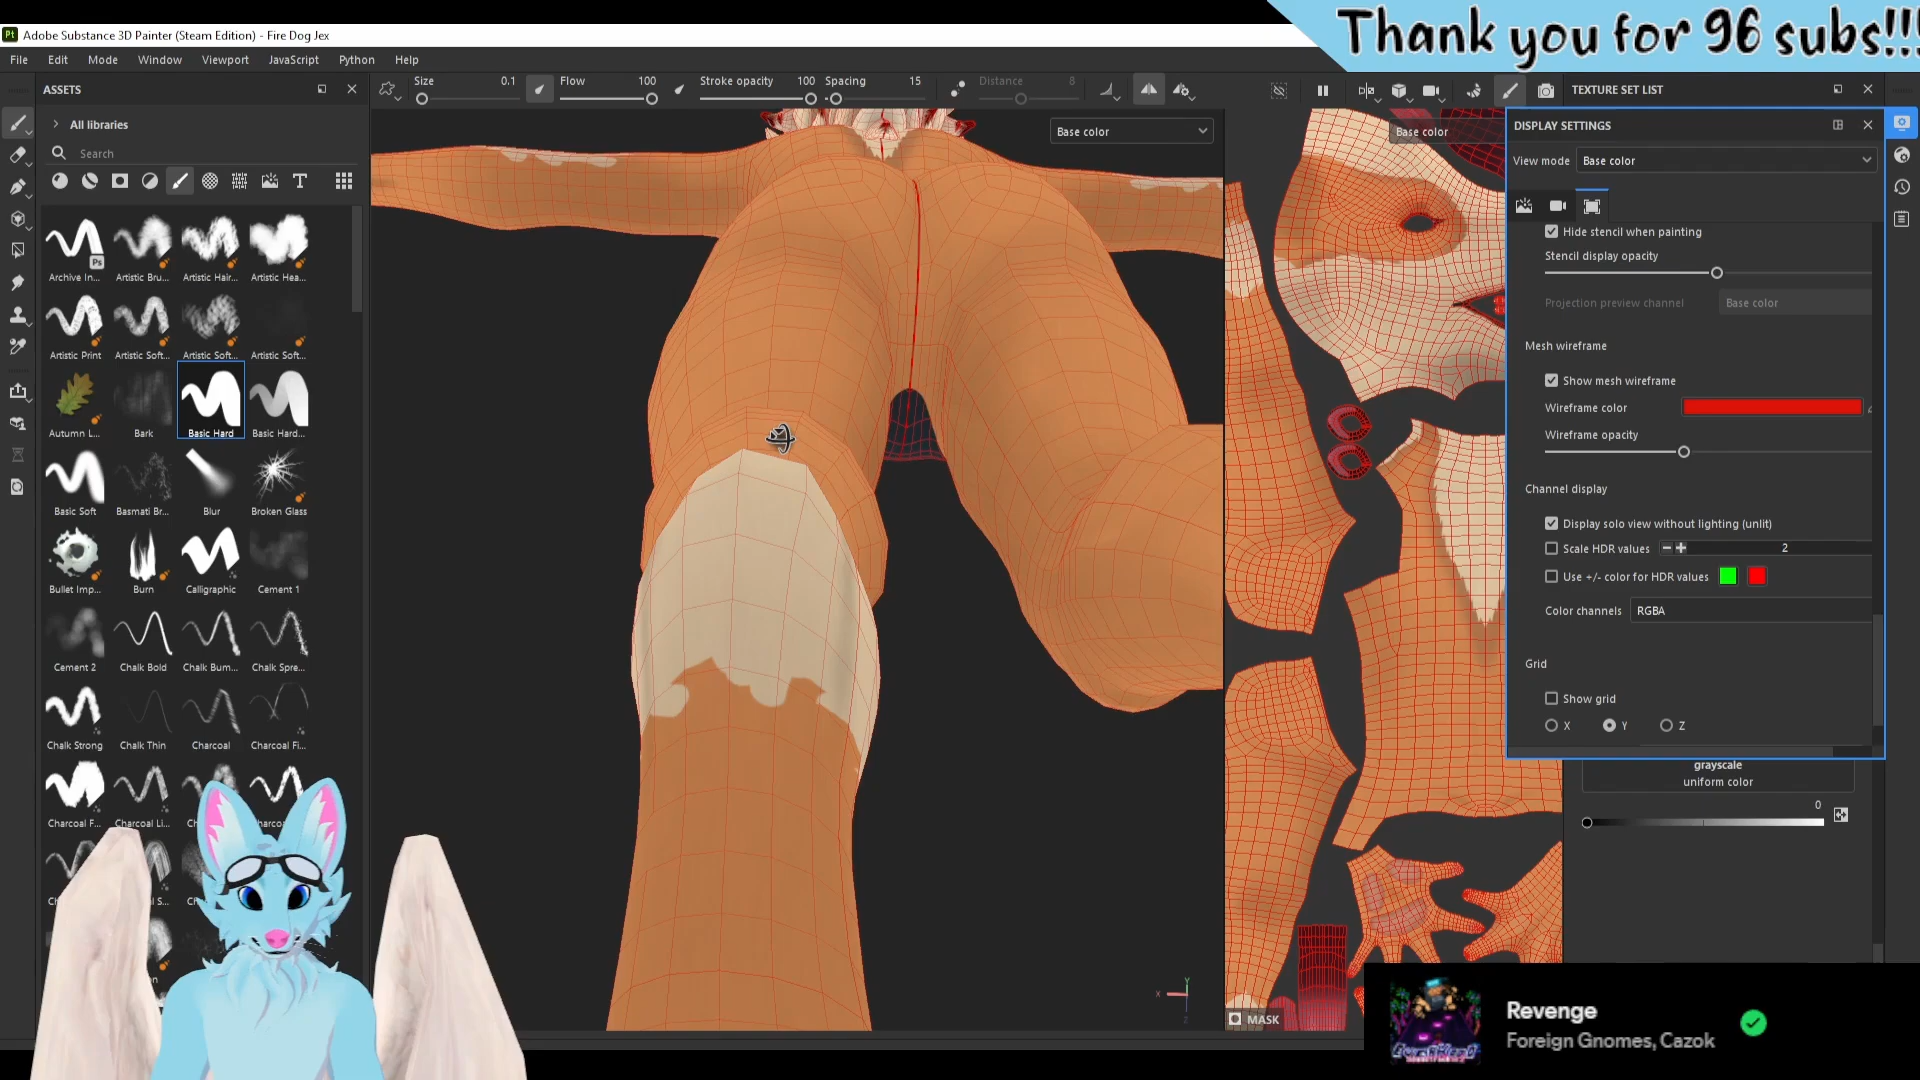 Thank you for 96 subs!!!
Adobe Substance 3D Painter (Steam Edition) - Fire Dog Jex
File Edit Mode Window Viewport JavaScript Python Help
ASSETS
Size 0.1 Flow 100 Stroke opacity 100 Spacing 15 Distance 8
TEXTURE SET LIST
All libraries
Search
Base color
Base color
DISPLAY SETTINGS
View mode Base color
Hide stencil when painting
Stencil display opacity
Projection preview channel Base color
Mesh wireframe
Show mesh wireframe
Wireframe color
Wireframe opacity
Channel display
Display solo view without lighting (unlit)
Scale HDR values 2
Use +/- color for HDR values
Color channels RGBA
Grid
Show grid
X Y Z
grayscale
uniform color
0
Ps
Archive In... Artistic Bru... Artistic Hair... Artistic Hea...
Artistic Print Artistic Soft... Artistic Soft... Artistic Soft...
Autumn L... Bark Basic Hard Basic Hard...
Basic Soft Basmati Br... Blur Broken Glass
Bullet Imp... Burn Calligraphic Cement 1
Cement 2 Chalk Bold Chalk Bum... Chalk Spre...
Chalk Strong Chalk Thin Charcoal Charcoal Fi...
Charcoal F... Charcoal Li...
Y
X
MASK
Revenge
Foreign Gnomes, Cazok